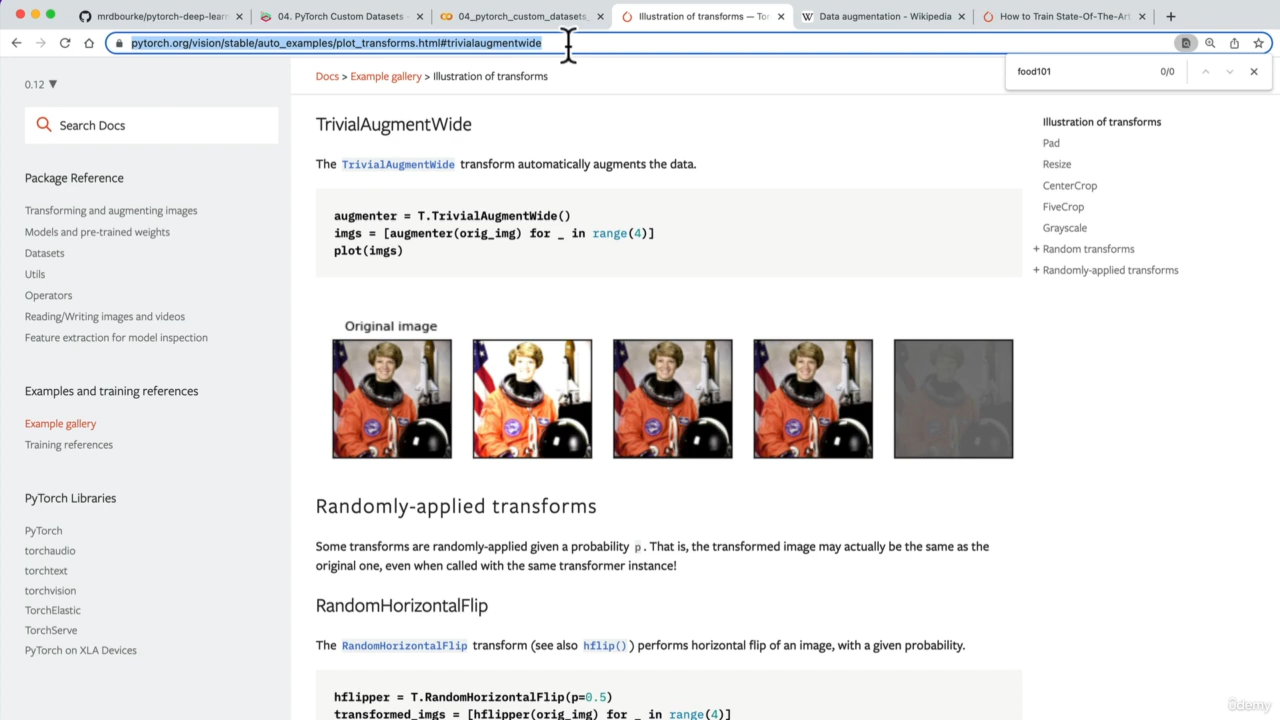 mrdbourke/pytorch-deep-learn
04. PyTorch Custom Datasets -
04_pytorch_custom_datasets_
Illustration of transforms — Tor
Data augmentation - Wikipedia
How to Train State-Of-The-Art
pytorch.org/vision/stable/auto_examples/plot_transforms.html#trivialaugmentwide
food101
0/0
0.12 ▼
Search Docs
Package Reference
Transforming and augmenting images
Models and pre-trained weights
Datasets
Utils
Operators
Reading/Writing images and videos
Feature extraction for model inspection
Examples and training references
Example gallery
Training references
PyTorch Libraries
PyTorch
torchaudio
torchtext
torchvision
TorchElastic
TorchServe
PyTorch on XLA Devices
Docs > Example gallery > Illustration of transforms
TrivialAugmentWide
The TrivialAugmentWide transform automatically augments the data.
augmenter = T.TrivialAugmentWide()
imgs = [augmenter(orig_img) for _ in range(4)]
plot(imgs)
Original image
Randomly-applied transforms
Some transforms are randomly-applied given a probability p. That is, the transformed image may actually be the same as the
original one, even when called with the same transformer instance!
RandomHorizontalFlip
The RandomHorizontalFlip transform (see also hflip()) performs horizontal flip of an image, with a given probability.
hflipper = T.RandomHorizontalFlip(p=0.5)
transformed_imgs = [hflipper(orig_img) for _ in range(4)]
Illustration of transforms
Pad
Resize
CenterCrop
FiveCrop
Grayscale
+ Random transforms
+ Randomly-applied transforms
ûdemy